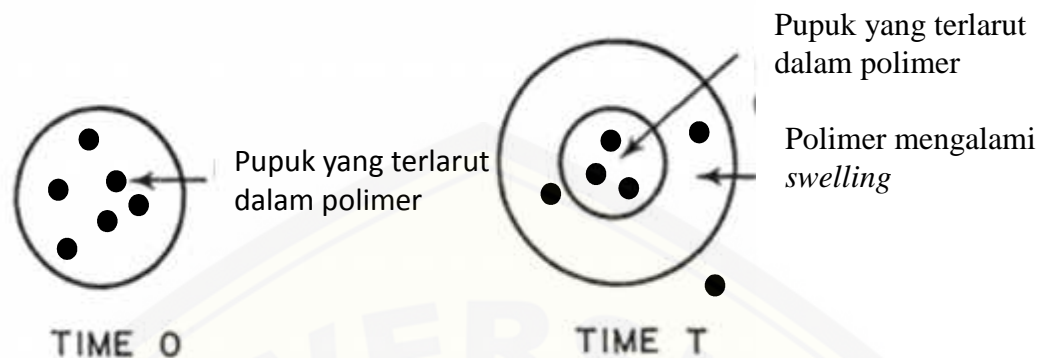 Pupuk yang terlarut
dalam polimer
TIME 0
Pupuk yang terlarut
dalam polimer
Polimer mengalami
swelling
TIME T